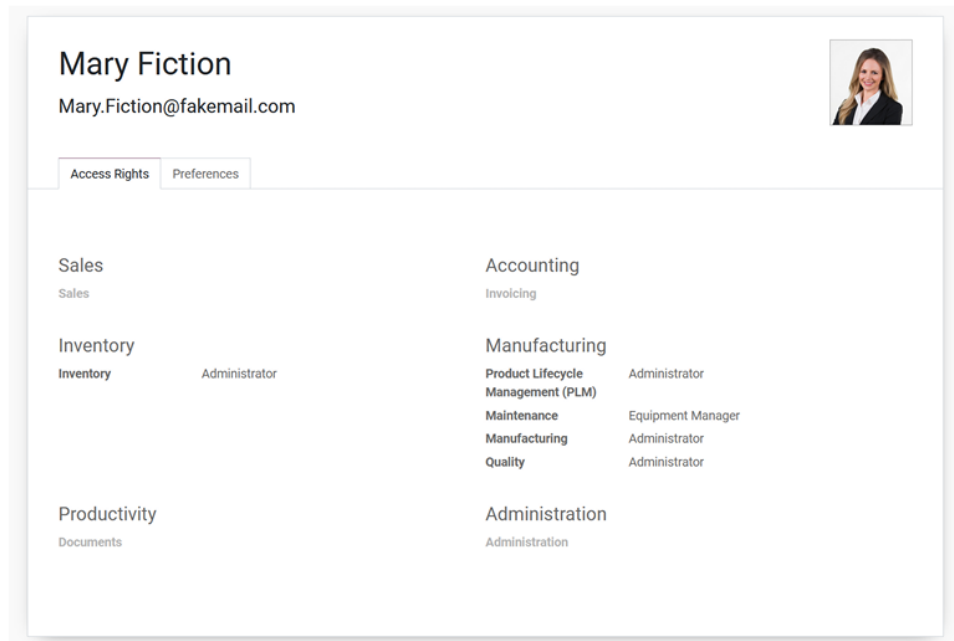 Mary Fiction
Mary.Fiction@fakemail.com
Access Rights
Preferences
Sales
Sales
Accounting
Invoicing
Inventory
Inventory Administrator
Manufacturing
Product Lifecycle
Management (PLM) Administrator
Maintenance Equipment Manager
Manufacturing Administrator
Quality Administrator
Productivity
Documents
Administration
Administration